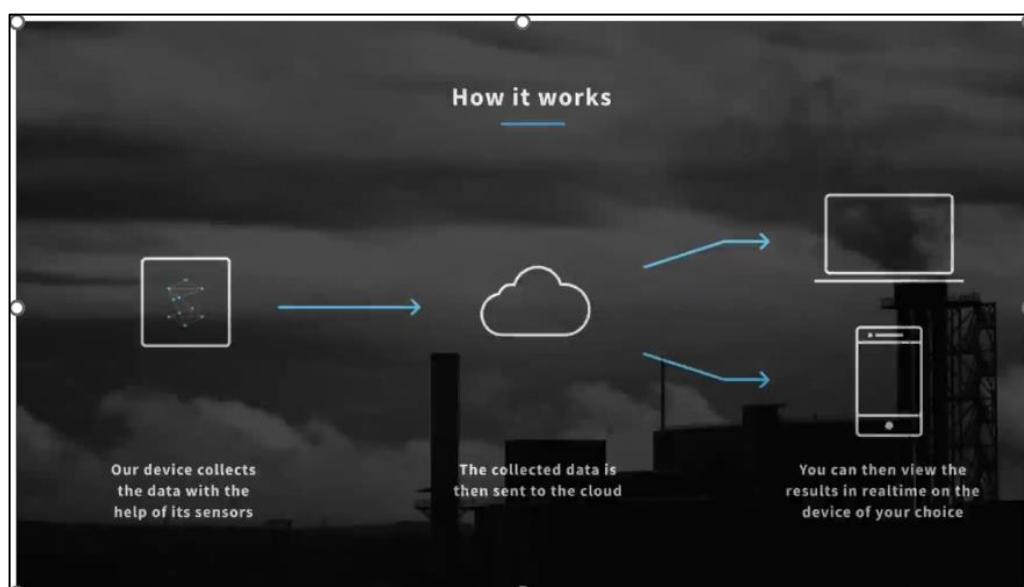 How it works
Our device collects
the data with the
help of its sensors
The collected data is
then sent to the cloud
You can then view the
results in realtime on the
device of your choice